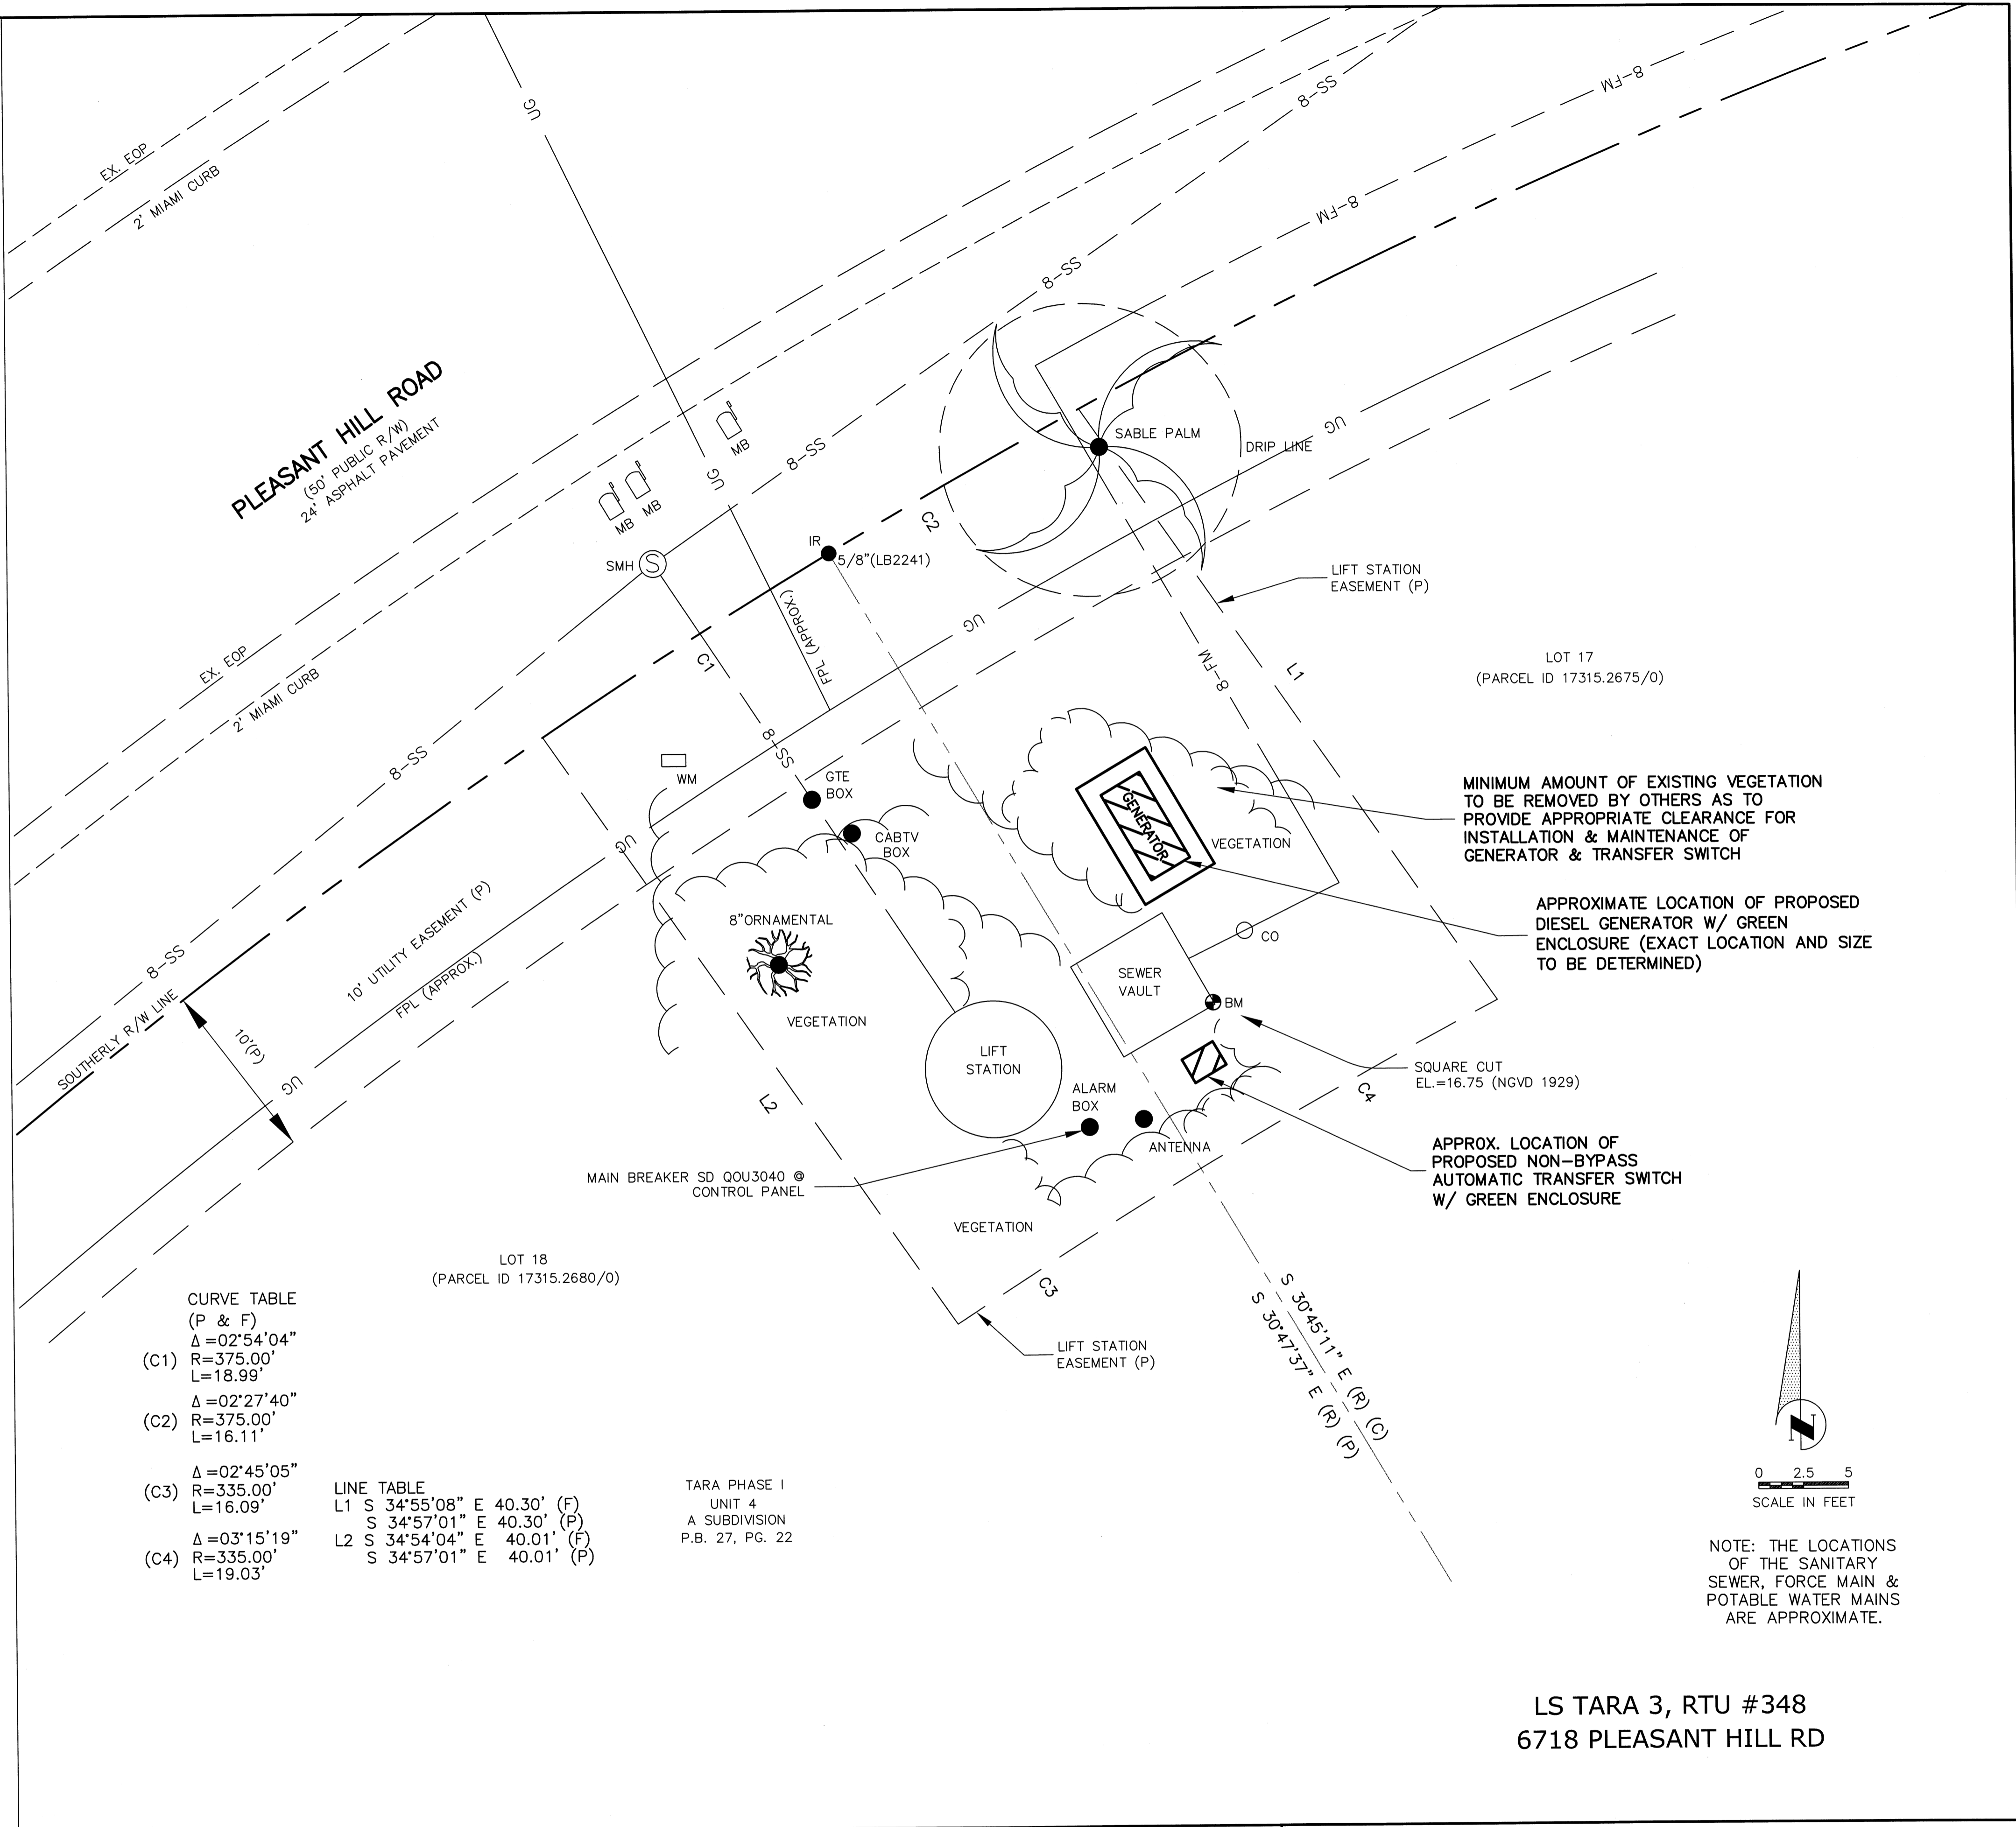 UG
8-FM
8-SS
EX. EOP
2' MIAMI CURB
8-FM
8-SS
PLEASANT HILL ROAD
(50' PUBLIC R/W)
24' ASPHALT PAVEMENT
MB
MB
MB
UG
8-SS
SABLE PALM
DRIP LINE
UG
C2
IR
5/8"(LB2241)
SMH
S
LIFT STATION
EASEMENT (P)
FPL (APPROX.)
UG
C1
8-FM
L1
LOT 17
(PARCEL ID 17315.2675/0)
EX. EOP
2' MIAMI CURB
8-SS
8-SS
WM
GTE
BOX
CABTV
BOX
UG
GENERATOR
VEGETATION
MINIMUM AMOUNT OF EXISTING VEGETATION
TO BE REMOVED BY OTHERS AS TO
PROVIDE APPROPRIATE CLEARANCE FOR
INSTALLATION & MAINTENANCE OF
GENERATOR & TRANSFER SWITCH
APPROXIMATE LOCATION OF PROPOSED
DIESEL GENERATOR W/ GREEN
ENCLOSURE (EXACT LOCATION AND SIZE
TO BE DETERMINED)
8"ORNAMENTAL
VEGETATION
CO
SEWER
VAULT
BM
8-SS
10' UTILITY EASEMENT (P)
FPL (APPROX.)
SOUTHERLY R/W LINE
10'(P)
UG
LIFT
STATION
L2
ALARM
BOX
ANTENNA
SQUARE CUT
EL.=16.75 (NGVD 1929)
C4
APPROX. LOCATION OF
PROPOSED NON-BYPASS
AUTOMATIC TRANSFER SWITCH
W/ GREEN ENCLOSURE
MAIN BREAKER SD QOU3040 @
CONTROL PANEL
VEGETATION
C3
LOT 18
(PARCEL ID 17315.2680/0)
LIFT STATION
EASEMENT (P)
S 30°45'11" E (R) (C)
S 30°47'37" E (R) (P)
CURVE TABLE
(P & F)
Δ=02°54'04"
(C1) R=375.00'
L=18.99'
Δ=02°27'40"
(C2) R=375.00'
L=16.11'
Δ=02°45'05"
(C3) R=335.00'
L=16.09'
Δ=03°15'19"
(C4) R=335.00'
L=19.03'
LINE TABLE
L1 S 34°55'08" E 40.30' (F)
S 34°57'01" E 40.30' (P)
L2 S 34°54'04" E 40.01' (F)
S 34°57'01" E 40.01' (P)
TARA PHASE I
UNIT 4
A SUBDIVISION
P.B. 27, PG. 22
N
0 2.5 5
SCALE IN FEET
NOTE: THE LOCATIONS
OF THE SANITARY
SEWER, FORCE MAIN &
POTABLE WATER MAINS
ARE APPROXIMATE.
LS TARA 3, RTU #348
6718 PLEASANT HILL RD